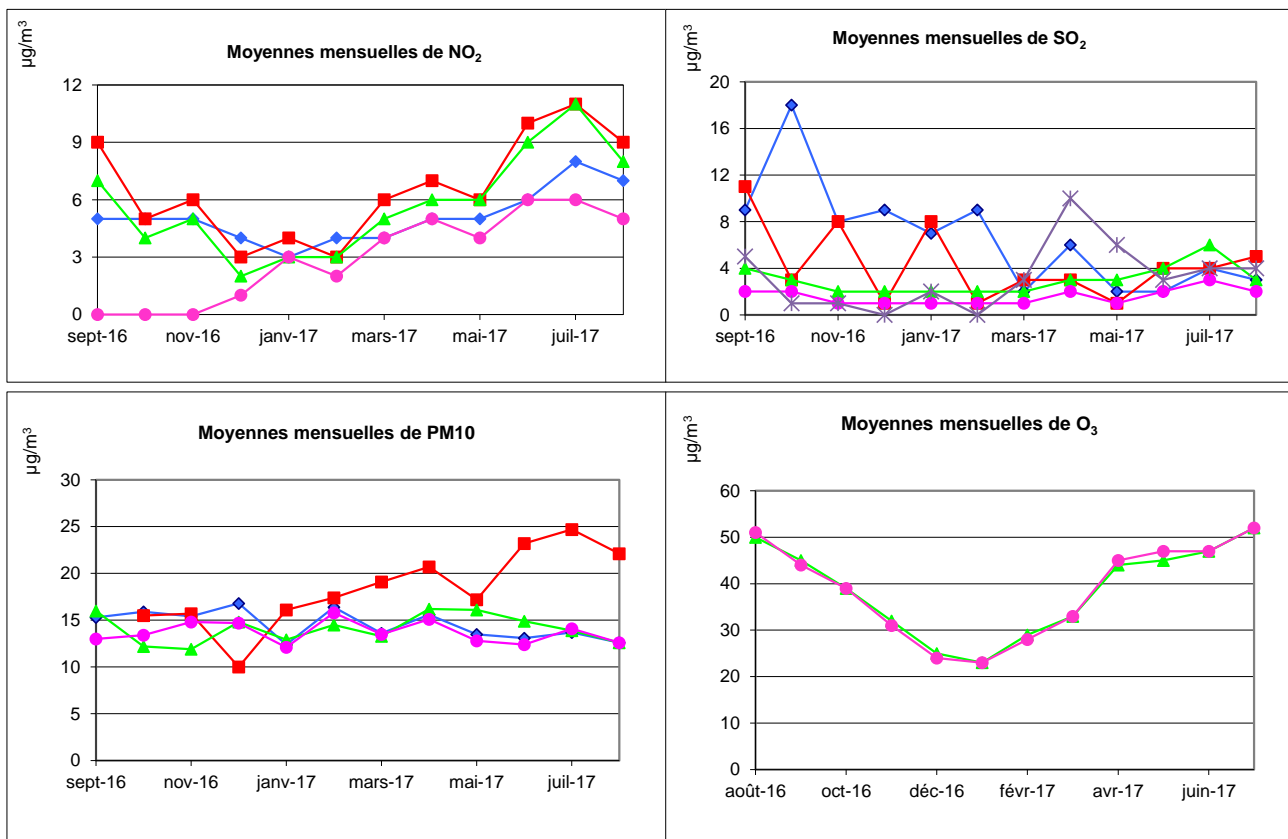 µg/m³
Moyennes mensuelles de NO₂
12
9
6
3
0
sept-16 nov-16 janv-17 mars-17 mai-17 juil-17
µg/m³
Moyennes mensuelles de SO₂
20
16
12
8
4
0
sept-16 nov-16 janv-17 mars-17 mai-17 juil-17
µg/m³
Moyennes mensuelles de PM10
30
25
20
15
10
5
0
sept-16 nov-16 janv-17 mars-17 mai-17 juil-17
µg/m³
Moyennes mensuelles de O₃
60
50
40
30
20
10
0
août-16 oct-16 déc-16 févr-17 avr-17 juin-17